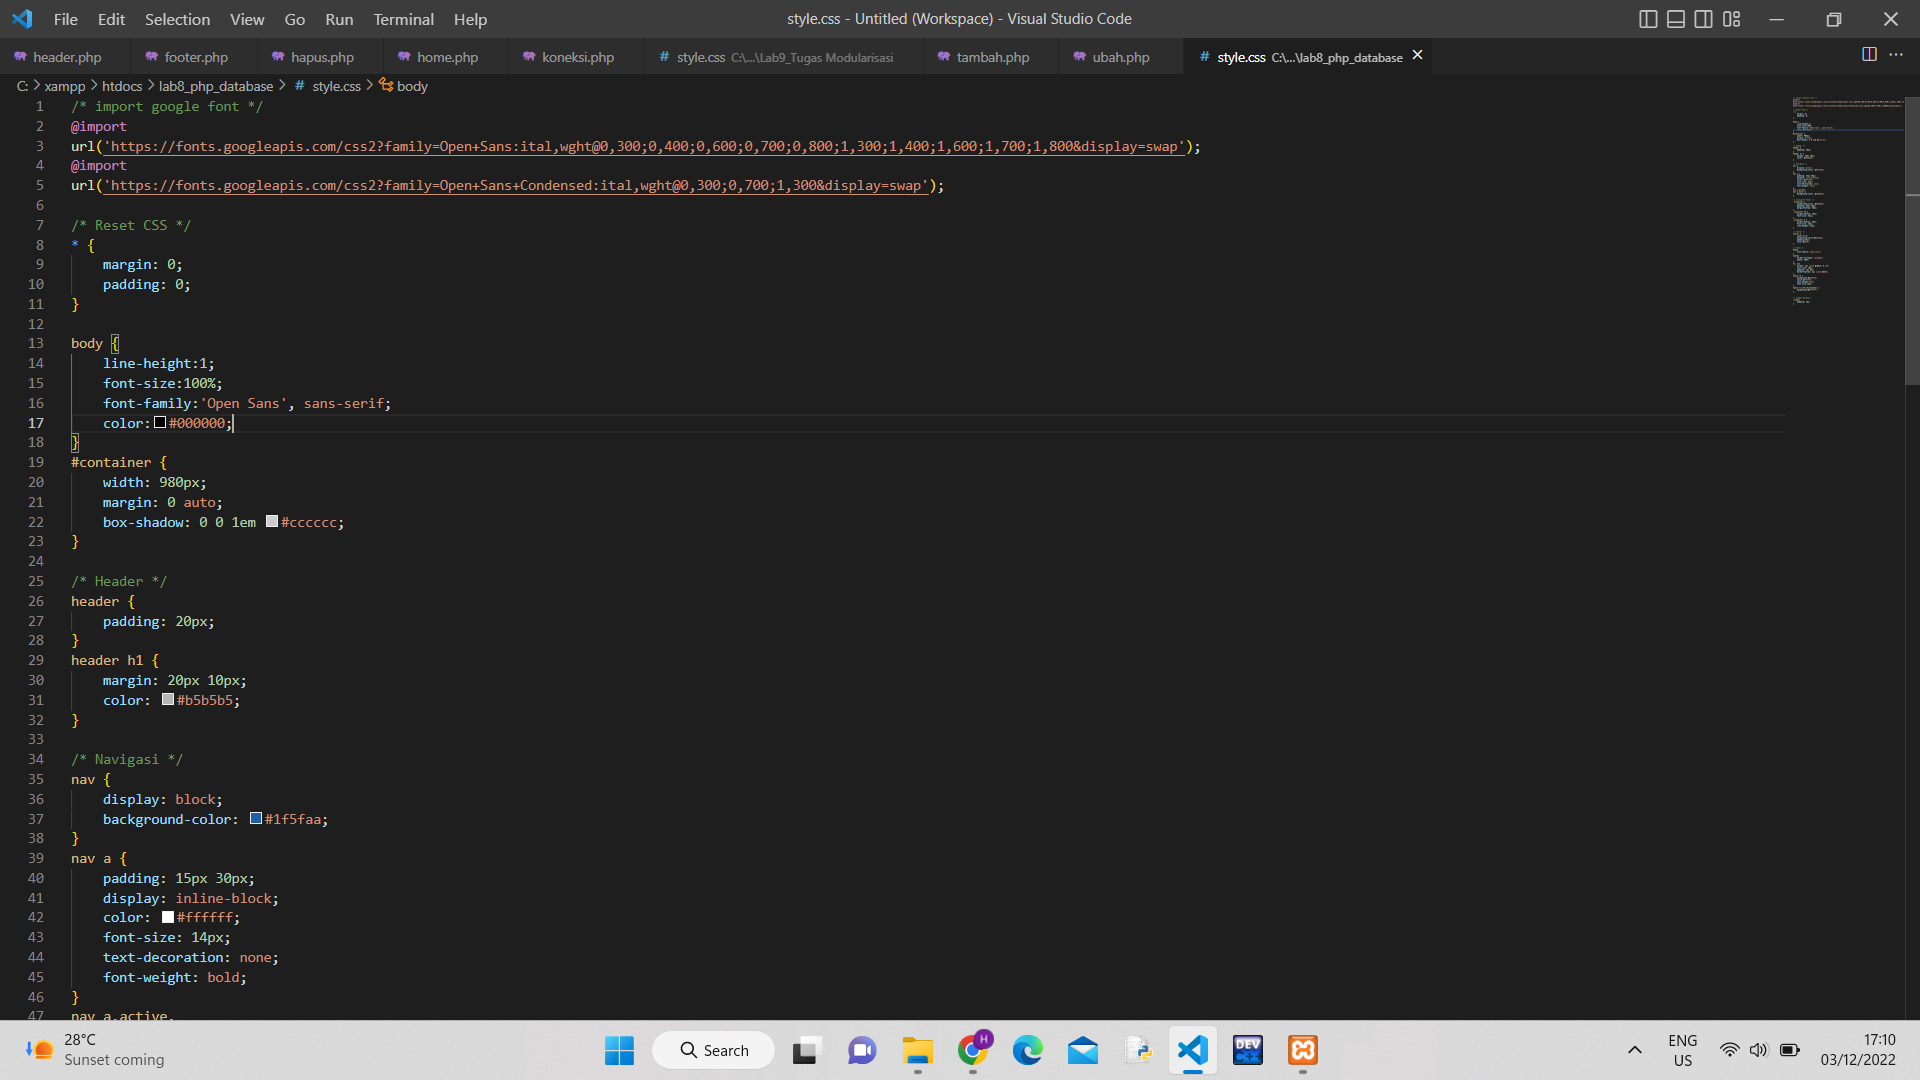 File Edit Selection View Go Run Terminal Help style.css - Untitled (Workspace) - Visual Studio Code
header.php footer.php hapus.php home.php koneksi.php # style.css C:\...\Lab9_Tugas Modularisasi tambah.php ubah.php # style.css C:\...\lab8_php_database
C: > xampp > htdocs > lab8_php_database > # style.css > body
1 /* import google font */
2 @import
3 url('https://fonts.googleapis.com/css2?family=Open+Sans:ital,wght@0,300;0,400;0,600;0,700;0,800;1,300;1,400;1,600;1,700;1,800&display=swap');
4 @import
5 url('https://fonts.googleapis.com/css2?family=Open+Sans+Condensed:ital,wght@0,300;0,700;1,300&display=swap');
6
7 /* Reset CSS */
8 * {
9 margin: 0;
10 padding: 0;
11 }
12
13 body {
14 line-height:1;
15 font-size:100%;
16 font-family:'Open Sans', sans-serif;
17 color:#000000;
18 }
19 #container {
20 width: 980px;
21 margin: 0 auto;
22 box-shadow: 0 0 1em #cccccc;
23 }
24
25 /* Header */
26 header {
27 padding: 20px;
28 }
29 header h1 {
30 margin: 20px 10px;
31 color: #b5b5b5;
32 }
33
34 /* Navigasi */
35 nav {
36 display: block;
37 background-color: #1f5faa;
38 }
39 nav a {
40 padding: 15px 30px;
41 display: inline-block;
42 color: #ffffff;
43 font-size: 14px;
44 text-decoration: none;
45 font-weight: bold;
46 }
47 nav a.active,
28°C
Sunset coming
Search
H
DEV C++
ENG
US
17:10
03/12/2022